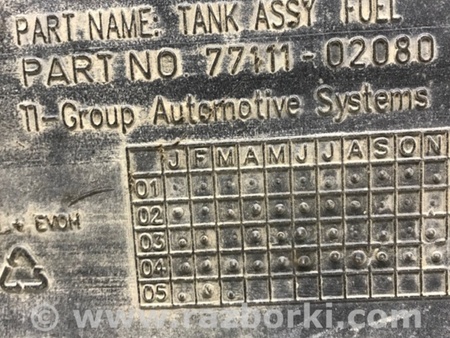 PART NAME: TANK ASSY FUEL
PART NO 77111-02080
TI-Group Automotive Systems
J F M A M J J A S O N
01
02
+ EVOH
03
04
05
www.razborki.com